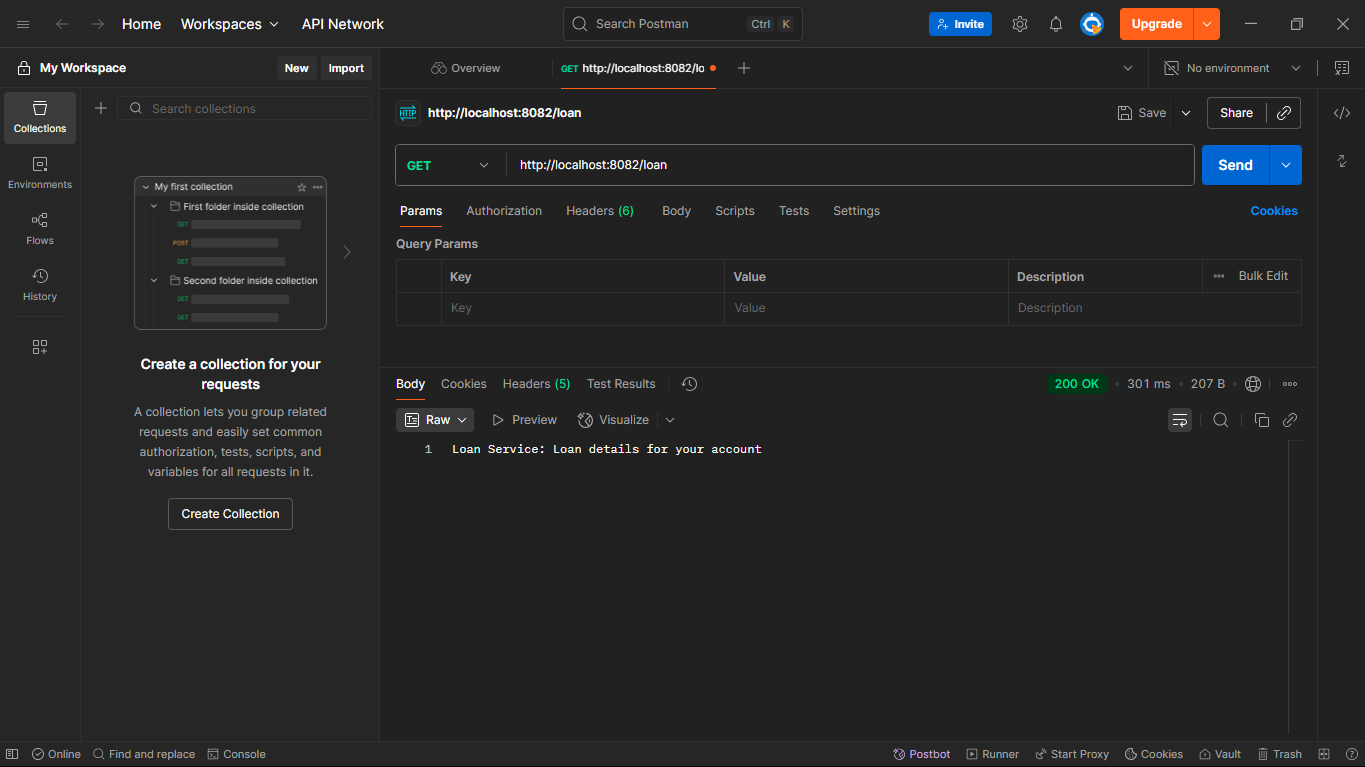 Home Workspaces API Network Search Postman Ctrl K Invite Upgrade
My Workspace New Import Overview GET http://localhost:8082/lo No environment
Collections
Environments
Flows
History
Search collections
My first collection
First folder inside collection
GET
POST
GET
Second folder inside collection
GET
GET
Create a collection for your
requests
A collection lets you group related
requests and easily set common
authorization, tests, scripts, and
variables for all requests in it.
Create Collection
HTTP http://localhost:8082/loan Save Share
GET http://localhost:8082/loan Send
Params Authorization Headers (6) Body Scripts Tests Settings Cookies
Query Params
Key Value Description Bulk Edit
Key Value Description
Body Cookies Headers (5) Test Results 200 OK 301 ms 207 B
Raw Preview Visualize
1 Loan Service: Loan details for your account
Online Find and replace Console Postbot Runner Start Proxy Cookies Vault Trash